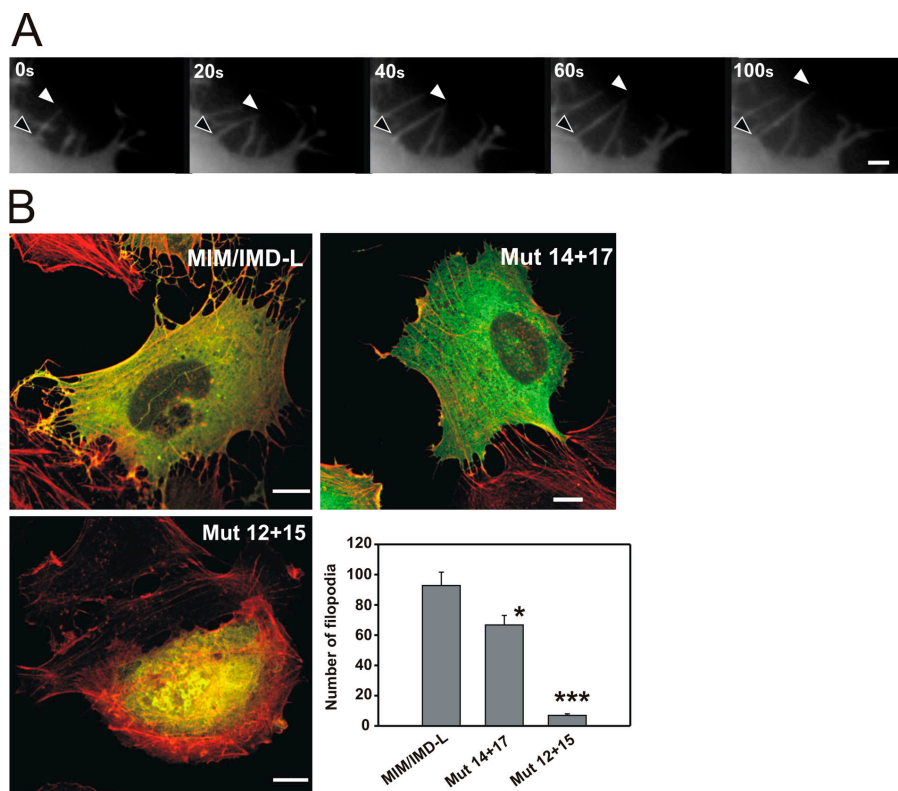 A
0s 20s 40s 60s 100s
B
MIM/IMD-L
Mut 14+17
Mut 12+15
Number of filopodia
120
100
80
60
40
20
0
*
***
MIM/IMD-L
Mut 14+17
Mut 12+15